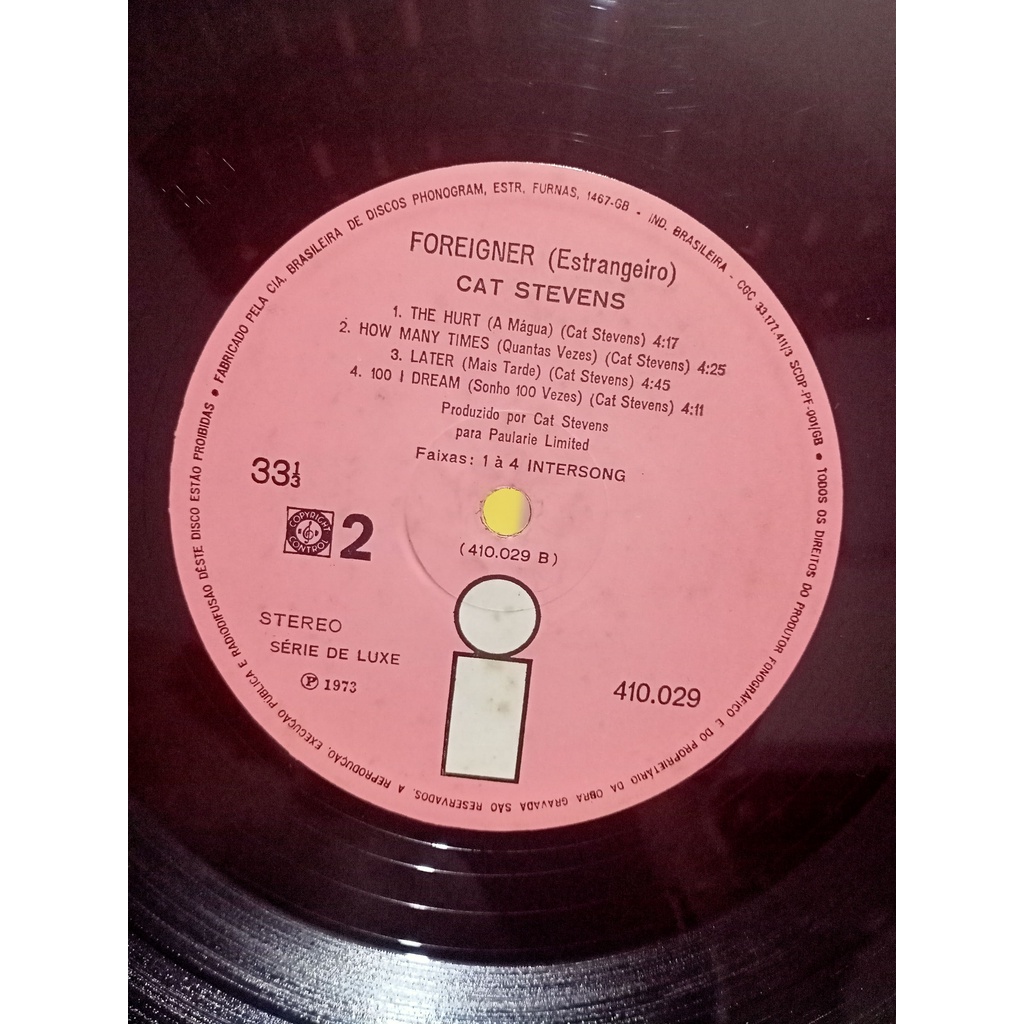 FABRICADO PELA CIA. BRASILEIRA DE DISCOS PHONOGRAM, ESTR. FURNAS, 1467-GB • IND. BRASILEIRA - CGC 33.177.411/3 SCDP-PF-001/GB • TODOS OS DIREITOS DO PRODUTOR FONOGRÁFICO E DO PROPRIETÁRIO DA OBRA GRAVADA SÃO RESERVADOS. A REPRODUÇÃO, EXECUÇÃO PÚBLICA E RADIODIFUSÃO DÊSTE DISCO ESTÃO PROIBIDAS •
FOREIGNER (Estrangeiro)
CAT STEVENS
1. THE HURT (A Mágua) (Cat Stevens) 4:17
2. HOW MANY TIMES (Quantas Vezes) (Cat Stevens) 4:25
3. LATER (Mais Tarde) (Cat Stevens) 4:45
4. 100 I DREAM (Sonho 100 Vezes) (Cat Stevens) 4:11
Produzido por Cat Stevens
para Paularie Limited
Faixas: 1 à 4 INTERSONG
33⅓
COPYRIGHT
CONTROL
2
(410.029 B)
STEREO
SÉRIE DE LUXE
Ⓟ 1973
410.029